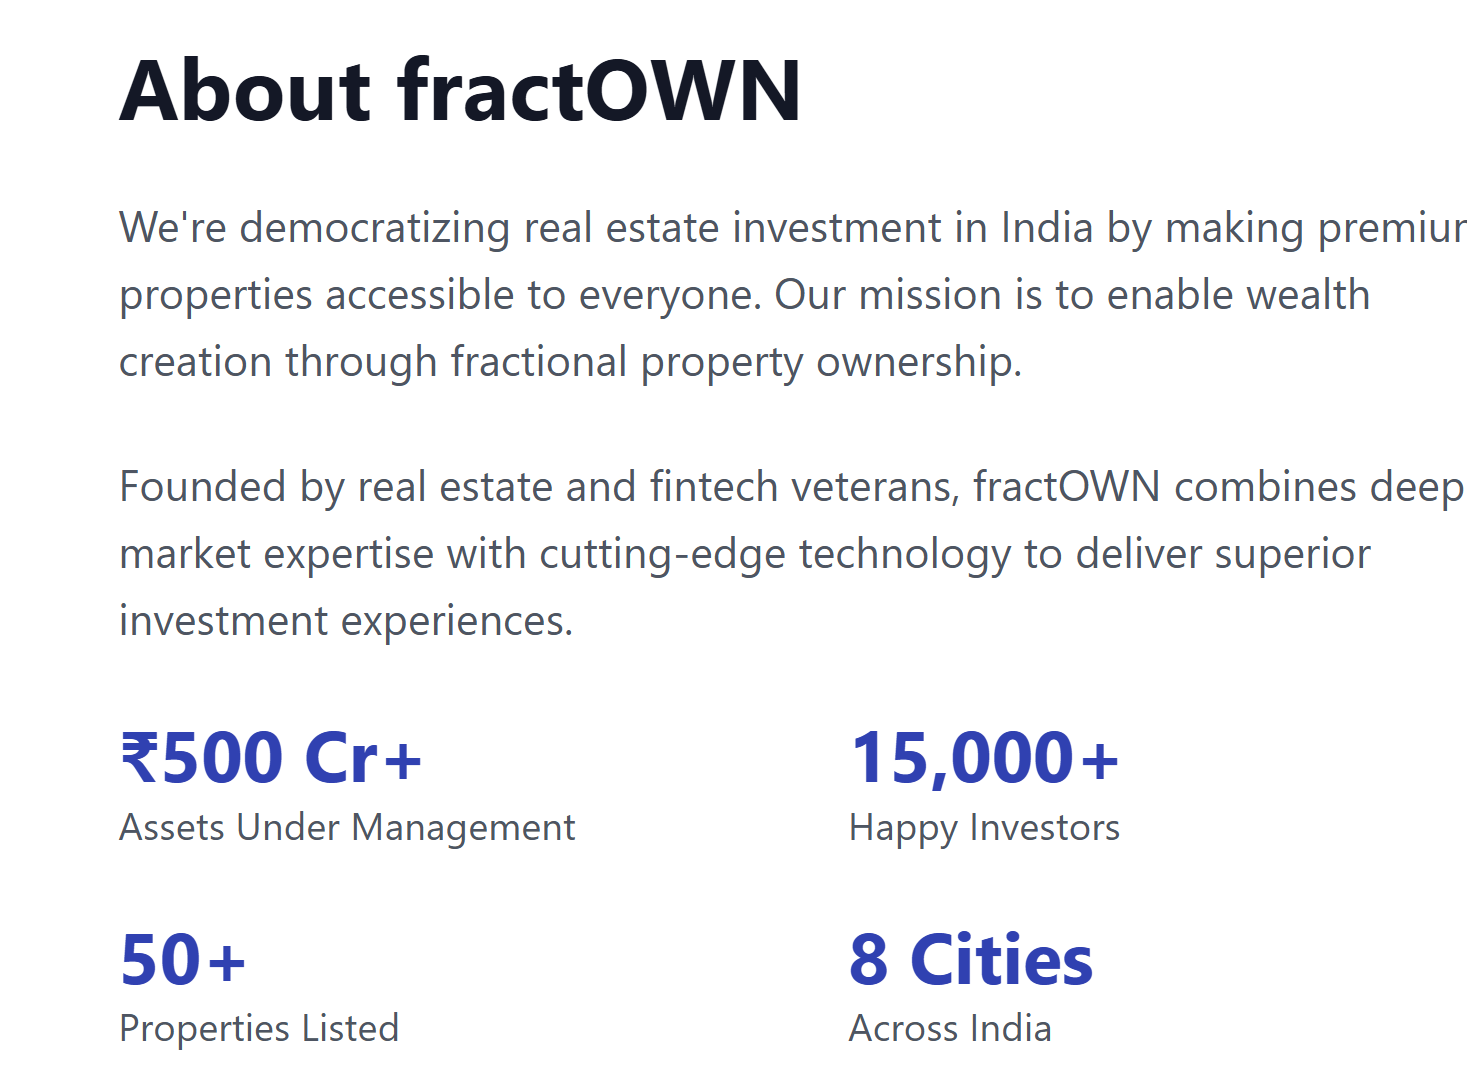 About fractOWN
We're democratizing real estate investment in India by making
properties accessible to everyone. Our mission is to enable wealth
creation through fractional property ownership.
Founded by real estate and fintech veterans, fractOWN combines deep
market expertise with cutting-edge technology to deliver superior
investment experiences.
₹500 Cr+
Assets Under Management
15,000+
Happy Investors
50+
Properties Listed
8 Cities
Across India